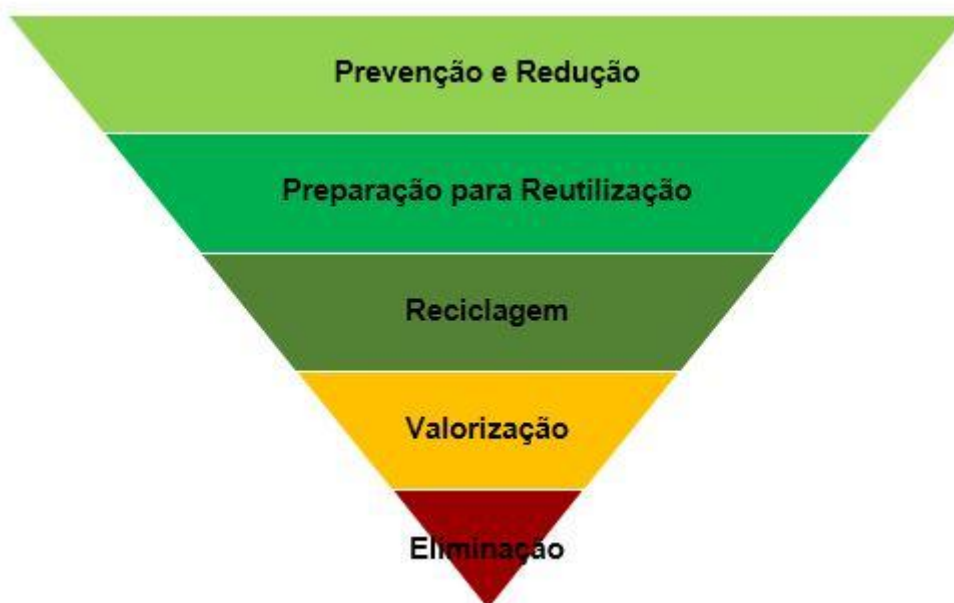 Prevenção e Redução
Preparação para Reutilização
Reciclagem
Valorização
Eliminação